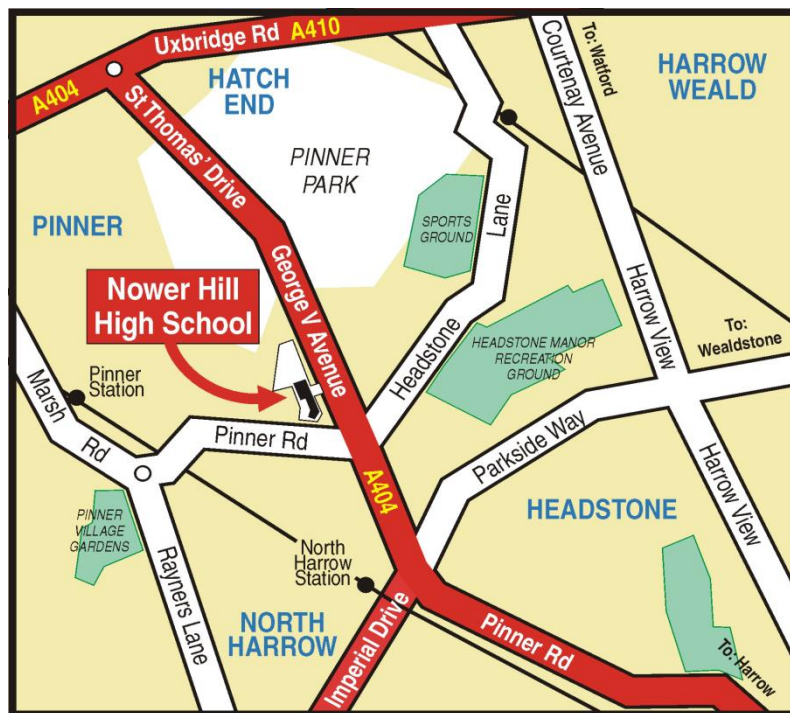 Uxbridge Rd A410
A404
HATCH
END
To: Watford
Courtenay Avenue
HARROW
WEALD
St Thomas' Drive
PINNER
PARK
PINNER
SPORTS
GROUND
Lane
Nower Hill
High School
George V Avenue
Harrow View
Headstone
HEADSTONE MANOR
RECREATION
GROUND
To:
Wealdstone
Pinner
Station
Marsh
Rd
Pinner Rd
Parkside Way
A404
Harrow View
PINNER
VILLAGE
GARDENS
HEADSTONE
Rayners Lane
North
Harrow
Station
NORTH
HARROW
Imperial Drive
Pinner Rd
To: Harrow